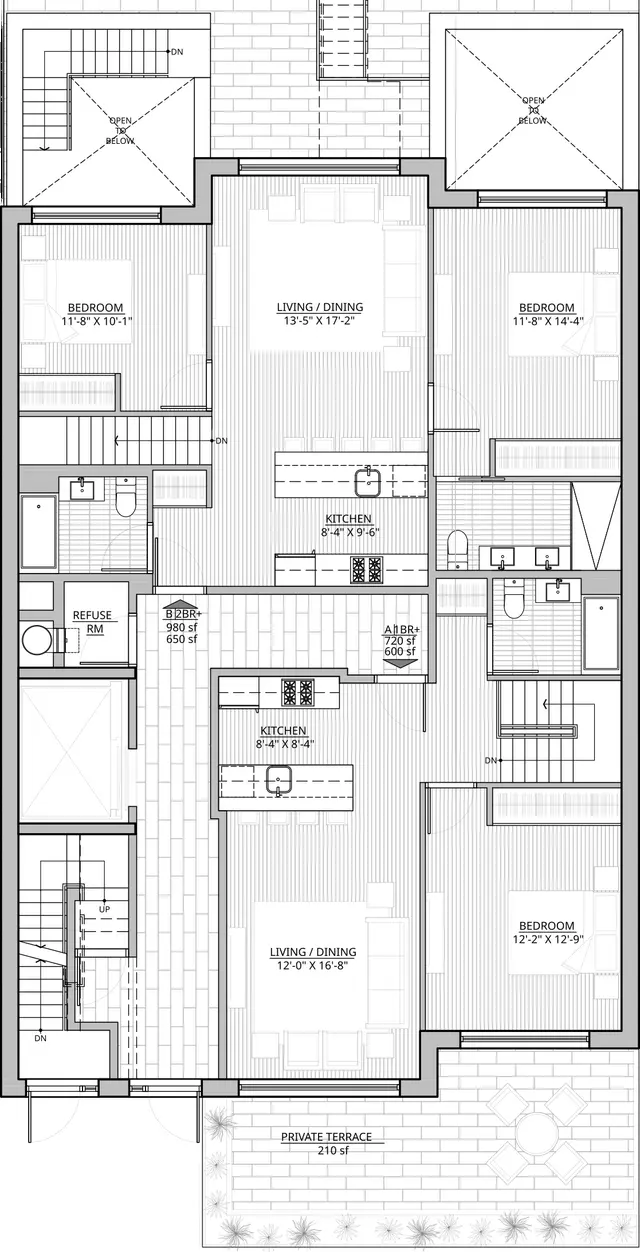 DN
OPEN
TO
BELOW
OPEN
TO
BELOW
BEDROOM
11'-8" X 10'-1"
LIVING / DINING
13'-5" X 17'-2"
BEDROOM
11'-8" X 14'-4"
DN
KITCHEN
8'-4" X 9'-6"
REFUSE
RM
B 2BR+
980 sf
650 sf
A 1BR+
720 sf
600 sf
KITCHEN
8'-4" X 8'-4"
DN
UP
BEDROOM
12'-2" X 12'-9"
LIVING / DINING
12'-0" X 16'-8"
DN
PRIVATE TERRACE
210 sf